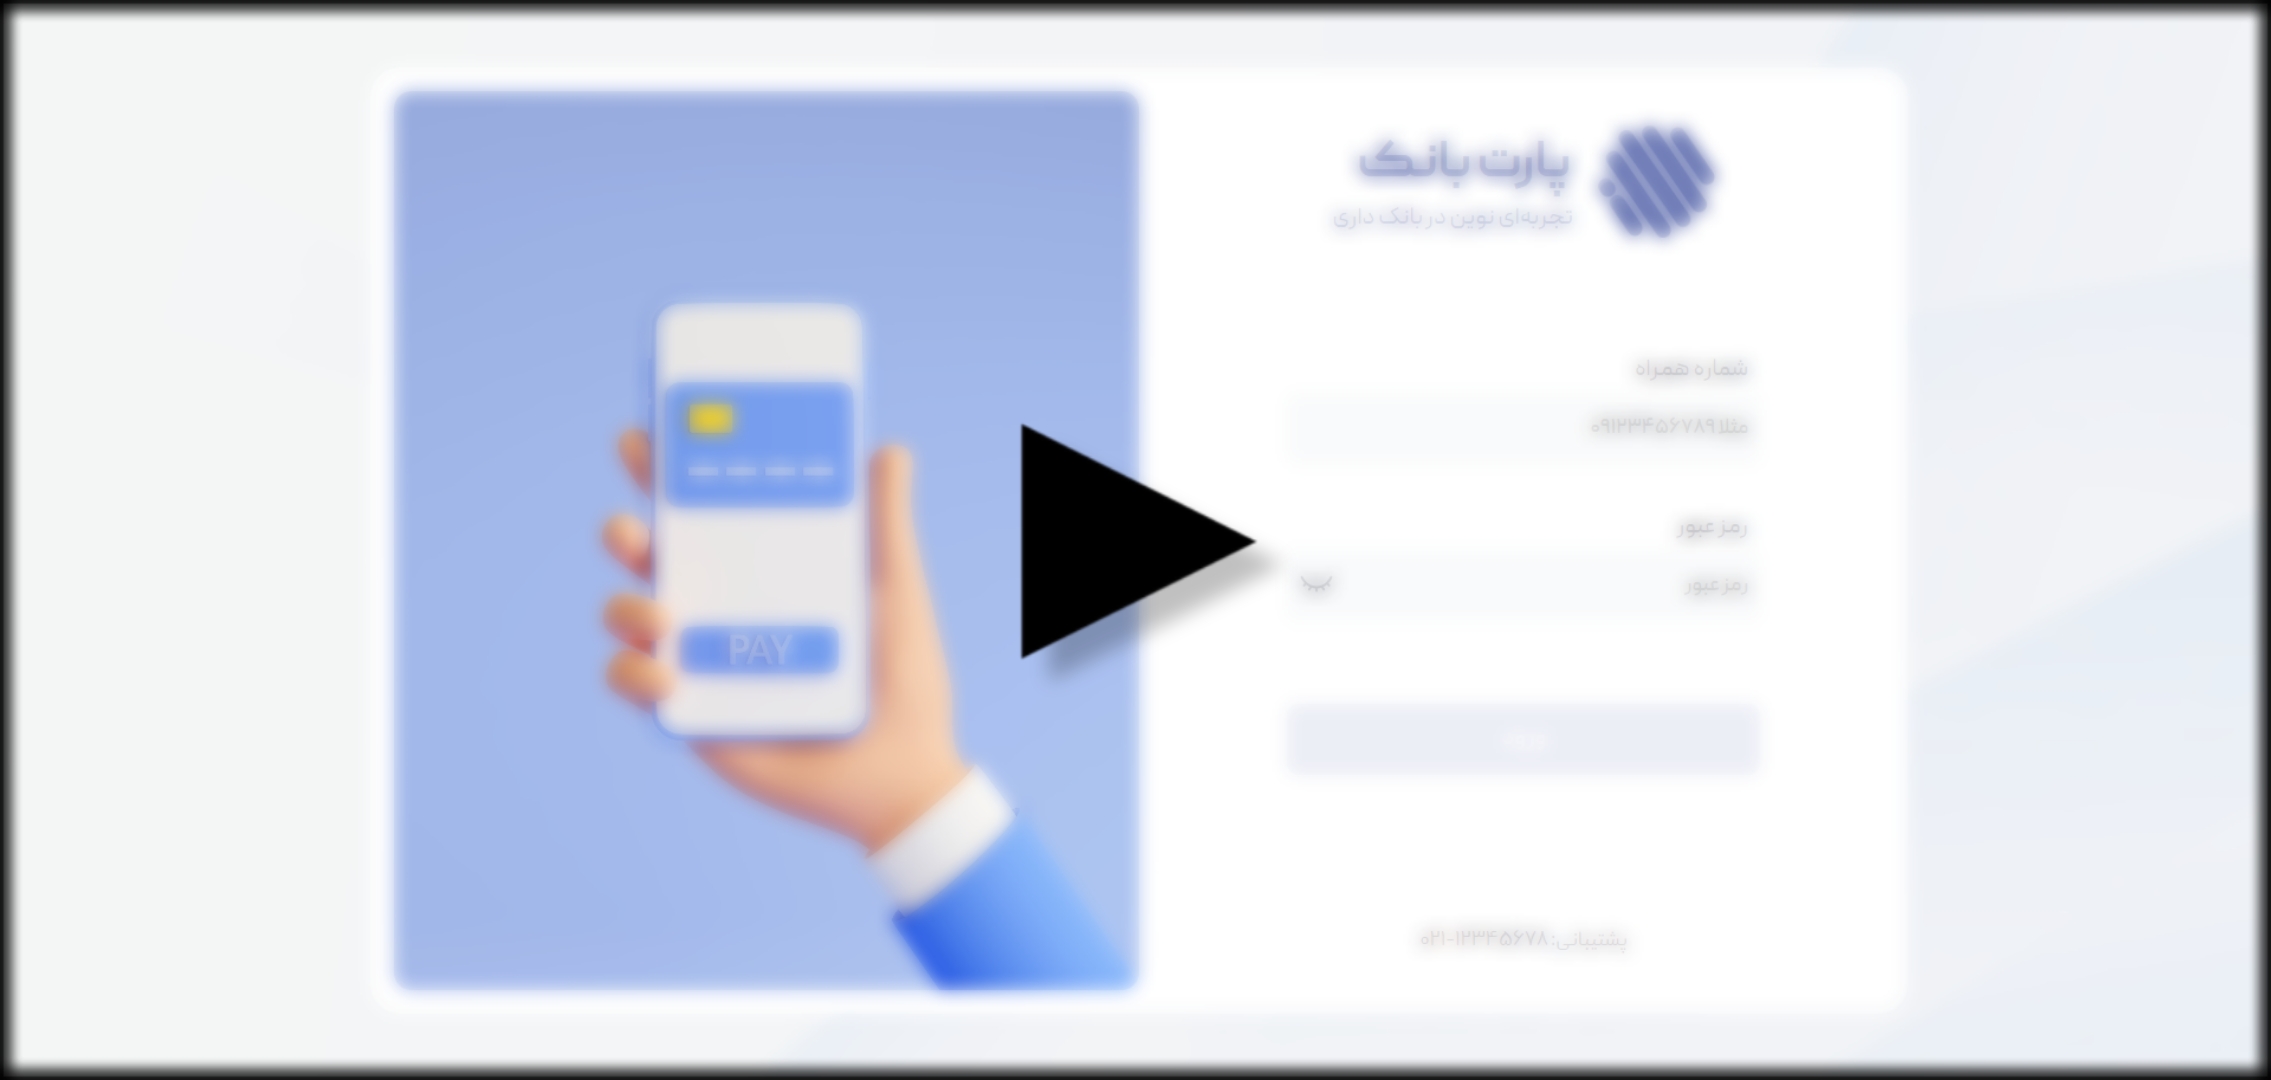 پارت بانک
تجربه‌ای نوین در بانک داری
شماره همراه
مثلا ۰۹۱۲۳۴۵۶۷۸۹
رمز عبور
رمز عبور
پشتیبانی: ۱۲۳۴۵۶۷۸-۰۲۱
PAY